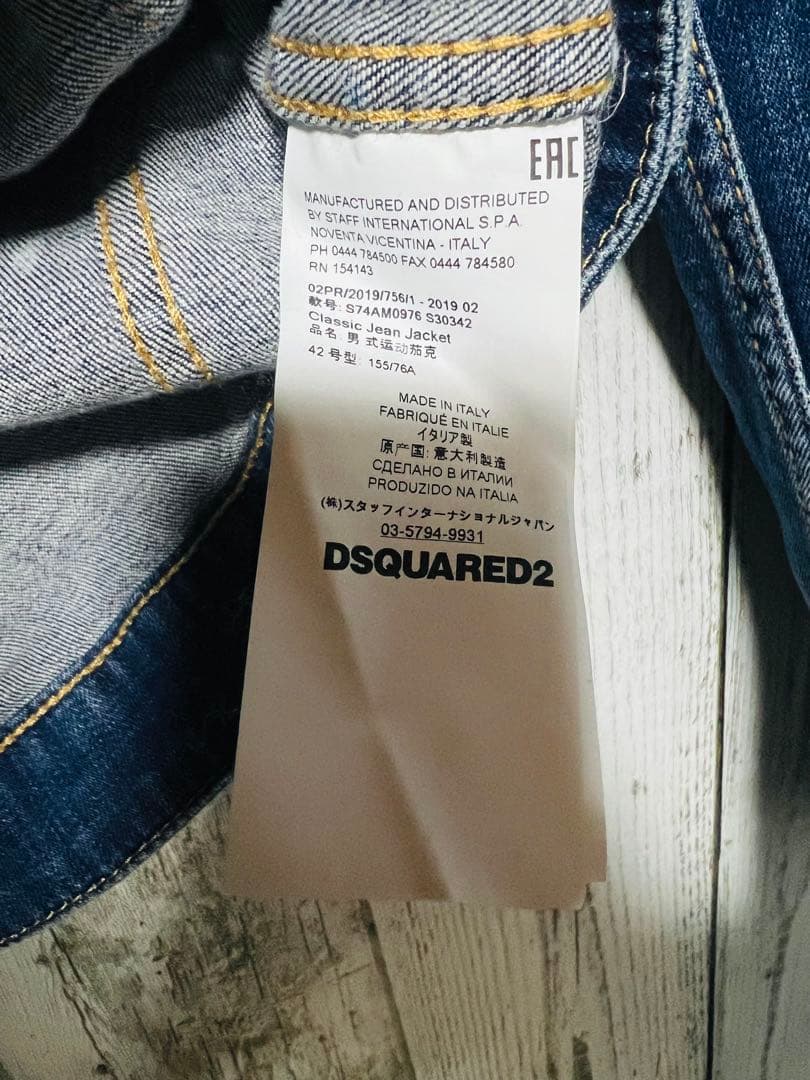 EAC
MANUFACTURED AND DISTRIBUTED
BY STAFF INTERNATIONAL S.P.A.
NOVENTA VICENTINA - ITALY
PH 0444 784500 FAX 0444 784580
RN 154143
02PR/2019/756/1 - 2019 02
款号: S74AM0976 S30342
Classic Jean Jacket
品名: 男 式运动茄克
42 号型: 155/76A
MADE IN ITALY
FABRIQUÉ EN ITALIE
イタリア製
原产国: 意大利製造
СДЕЛАНО В ИТАЛИИ
PRODUZIDO NA ITALIA
(株)スタッフインターナショナルジャパン
03-5794-9931
DSQUARED2